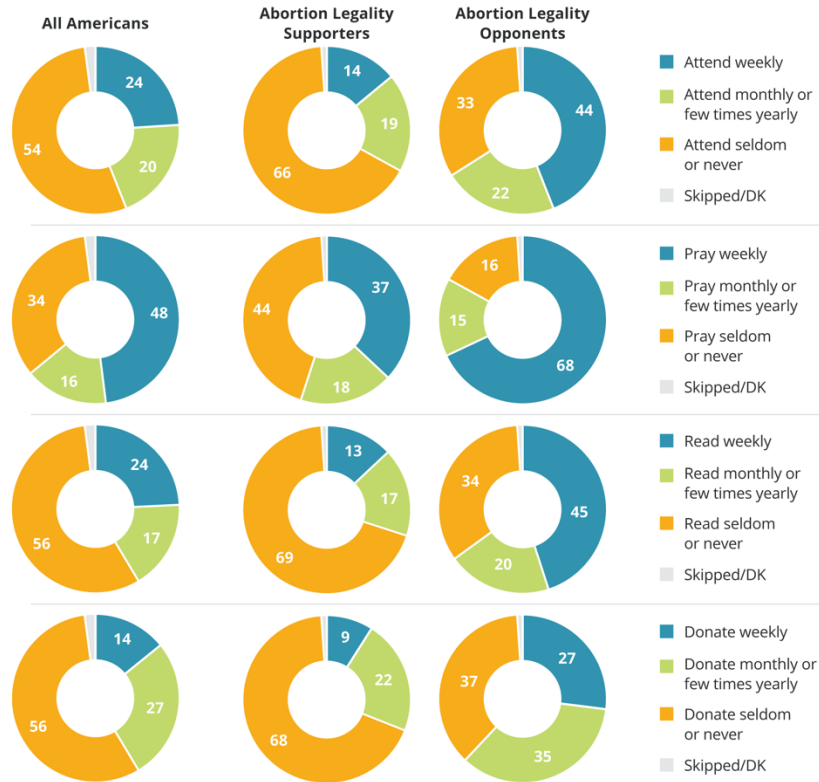 All Americans
Abortion Legality
Supporters
Abortion Legality
Opponents
24
20
54
14
19
66
44
22
33
Attend weekly
Attend monthly or
few times yearly
Attend seldom
or never
Skipped/DK
48
16
34
37
18
44
68
15
16
Pray weekly
Pray monthly or
few times yearly
Pray seldom
or never
Skipped/DK
24
17
56
13
17
69
45
20
34
Read weekly
Read monthly or
few times yearly
Read seldom
or never
Skipped/DK
14
27
56
9
22
68
27
35
37
Donate weekly
Donate monthly or
few times yearly
Donate seldom
or never
Skipped/DK